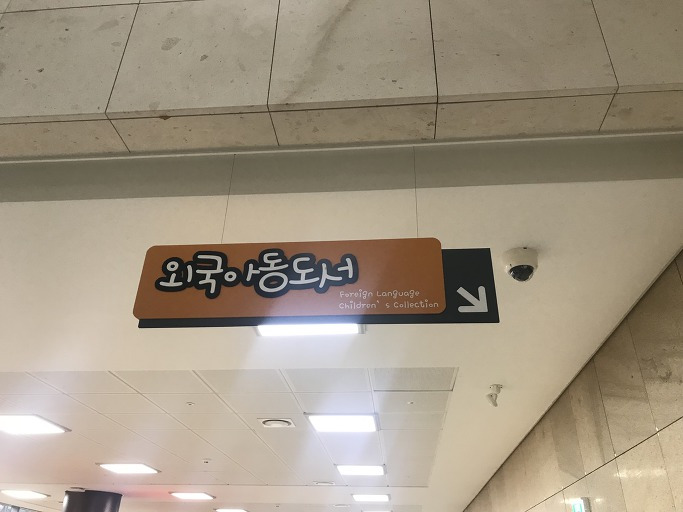 외국아동도서
Foreign Language
Children's Collection